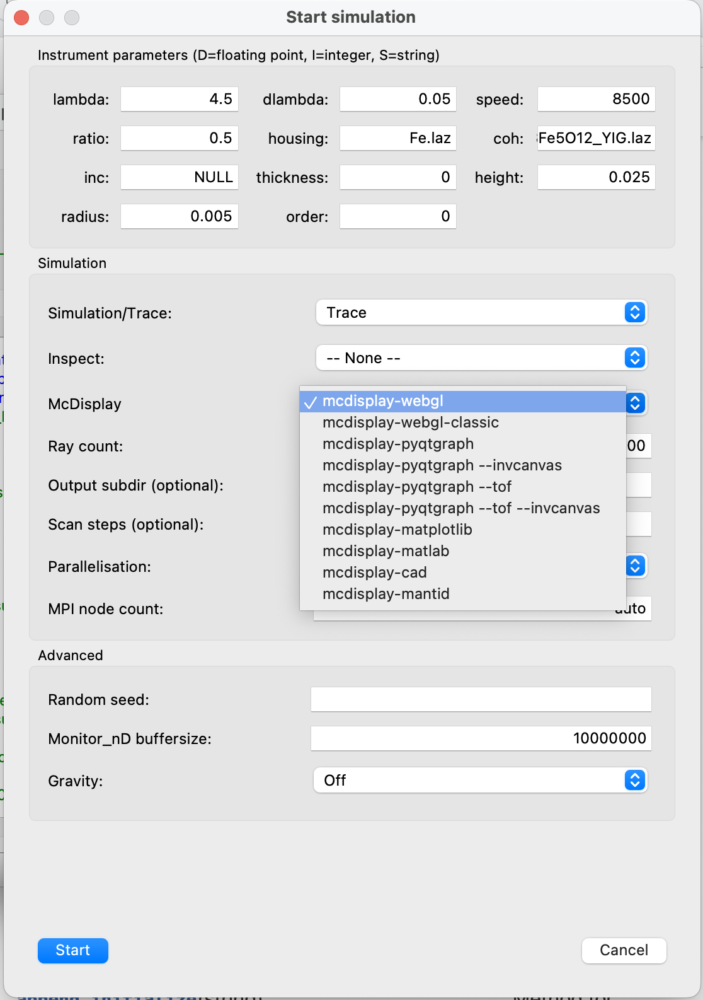 Start simulation
Instrument parameters (D=floating point, I=integer, S=string)
lambda: 4.5 dlambda: 0.05 speed: 8500
ratio: 0.5 housing: Fe.laz coh: Fe5O12_YIG.laz
inc: NULL thickness: 0 height: 0.025
radius: 0.005 order: 0
Simulation
Simulation/Trace: Trace
Inspect: -- None --
McDisplay
mcdisplay-webgl
mcdisplay-webgl-classic
mcdisplay-pyqtgraph
mcdisplay-pyqtgraph --invcanvas
mcdisplay-pyqtgraph --tof
mcdisplay-pyqtgraph --tof --invcanvas
mcdisplay-matplotlib
mcdisplay-matlab
mcdisplay-cad
mcdisplay-mantid
Ray count: 00
Output subdir (optional):
Scan steps (optional):
Parallelisation:
MPI node count: auto
Advanced
Random seed:
Monitor_nD buffersize: 10000000
Gravity: Off
Start Cancel